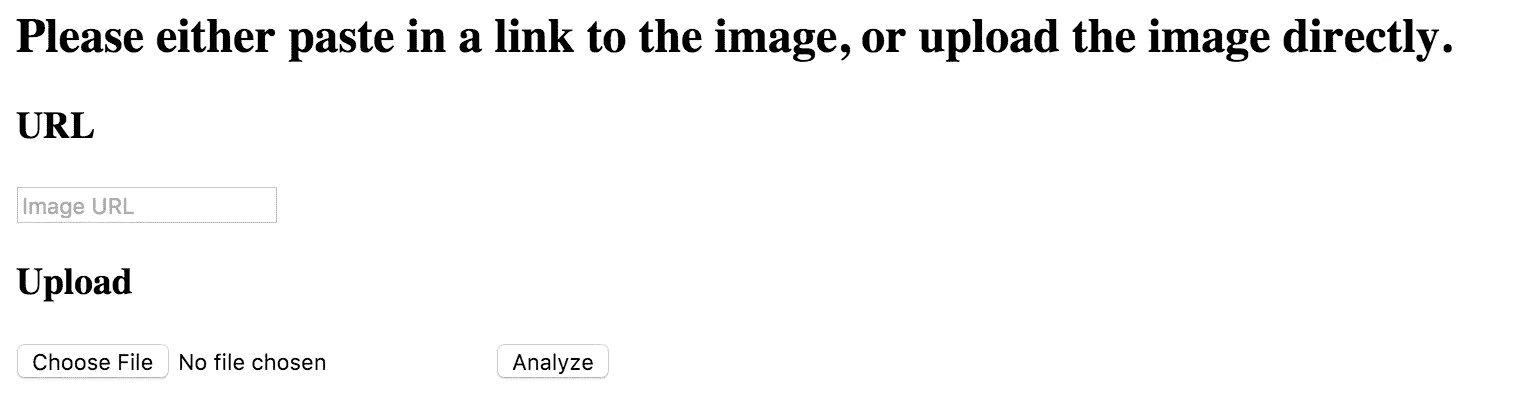 Please either paste in a link to the image, or upload the image directly.
URL
Image URL
Upload
Choose File No file chosen Analyze